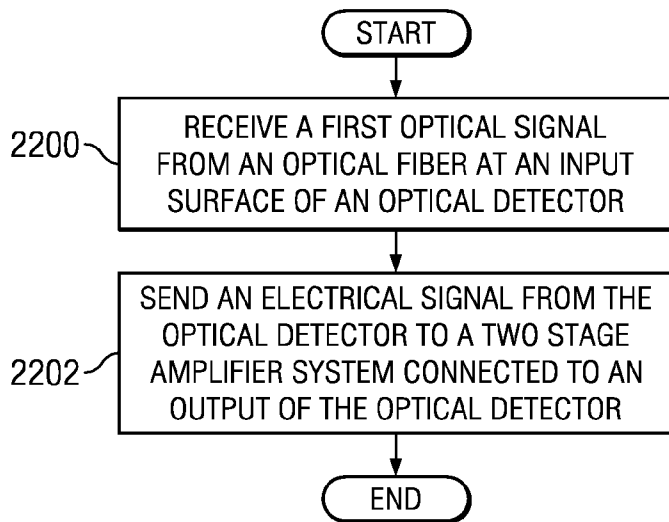 START
2200
RECEIVE A FIRST OPTICAL SIGNAL
FROM AN OPTICAL FIBER AT AN INPUT
SURFACE OF AN OPTICAL DETECTOR
2202
SEND AN ELECTRICAL SIGNAL FROM THE
OPTICAL DETECTOR TO A TWO STAGE
AMPLIFIER SYSTEM CONNECTED TO AN
OUTPUT OF THE OPTICAL DETECTOR
END